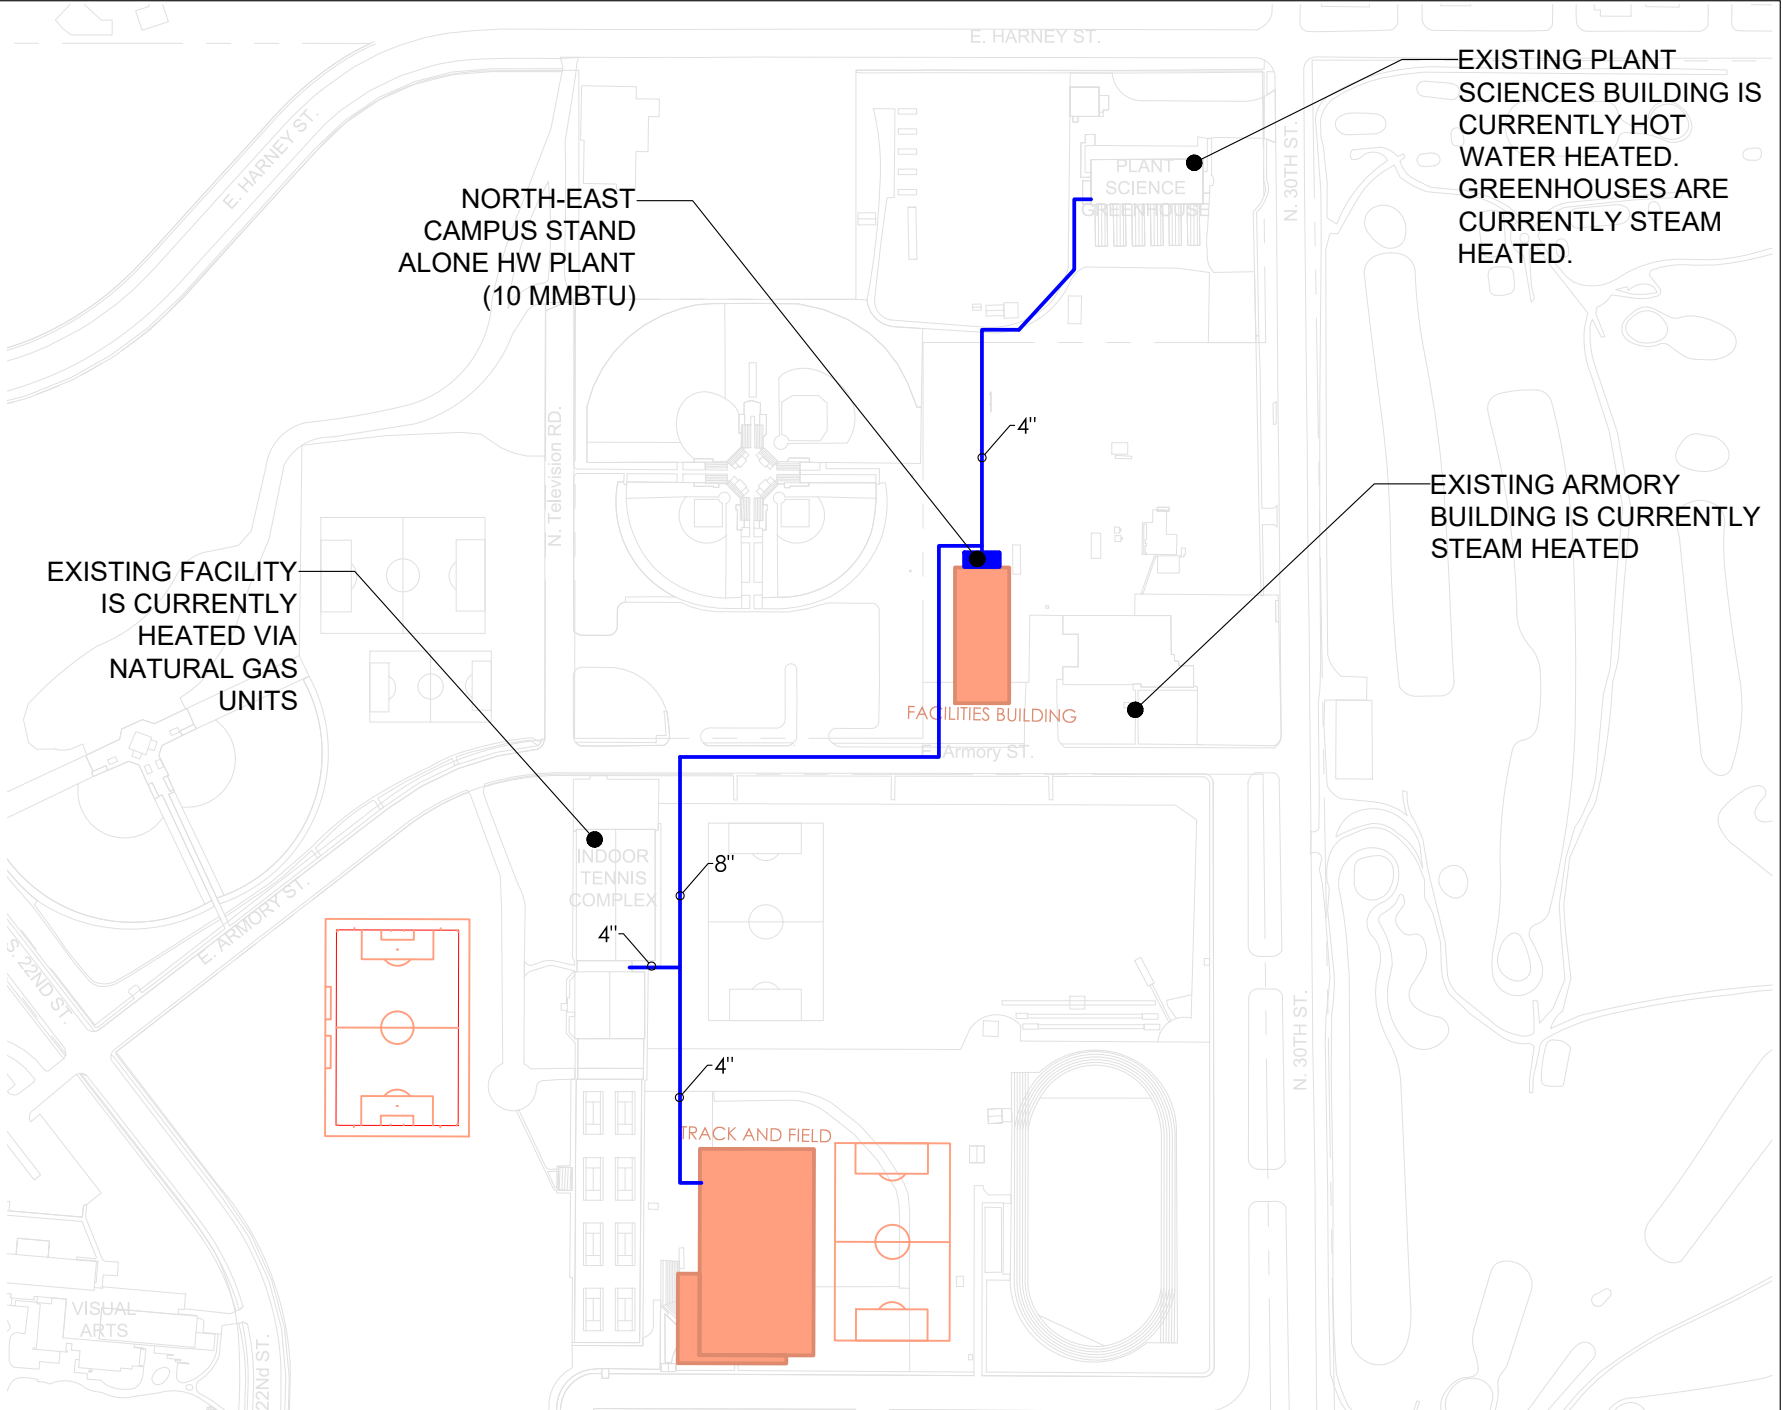 E. HARNEY ST.
EXISTING PLANT
SCIENCES BUILDING IS
CURRENTLY HOT
WATER HEATED.
GREENHOUSES ARE
CURRENTLY STEAM
HEATED.
E. HARNEY ST.
N. 30TH ST.
PLANT
SCIENCE
GREENHOUSE
NORTH-EAST
CAMPUS STAND
ALONE HW PLANT
(10 MMBTU)
N. Television RD.
4"
EXISTING ARMORY
BUILDING IS CURRENTLY
STEAM HEATED
EXISTING FACILITY
IS CURRENTLY
HEATED VIA
NATURAL GAS
UNITS
FACILITIES BUILDING
E. Armory ST.
INDOOR
TENNIS
COMPLEX
8"
4"
E. ARMORY ST.
S. 22ND ST.
N. 30TH ST.
4"
TRACK AND FIELD
VISUAL
ARTS
22Nd ST.